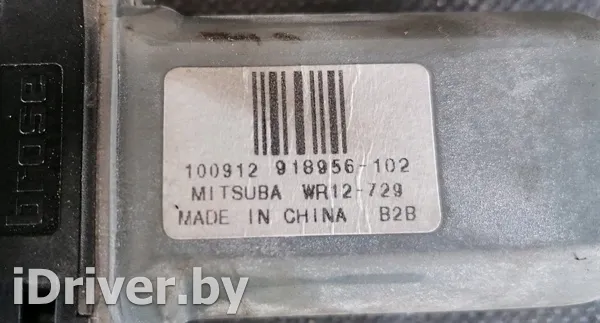 brose
100912 918956-102
MITSUBA WR12-729
MADE IN CHINA B2B
iDriver.by